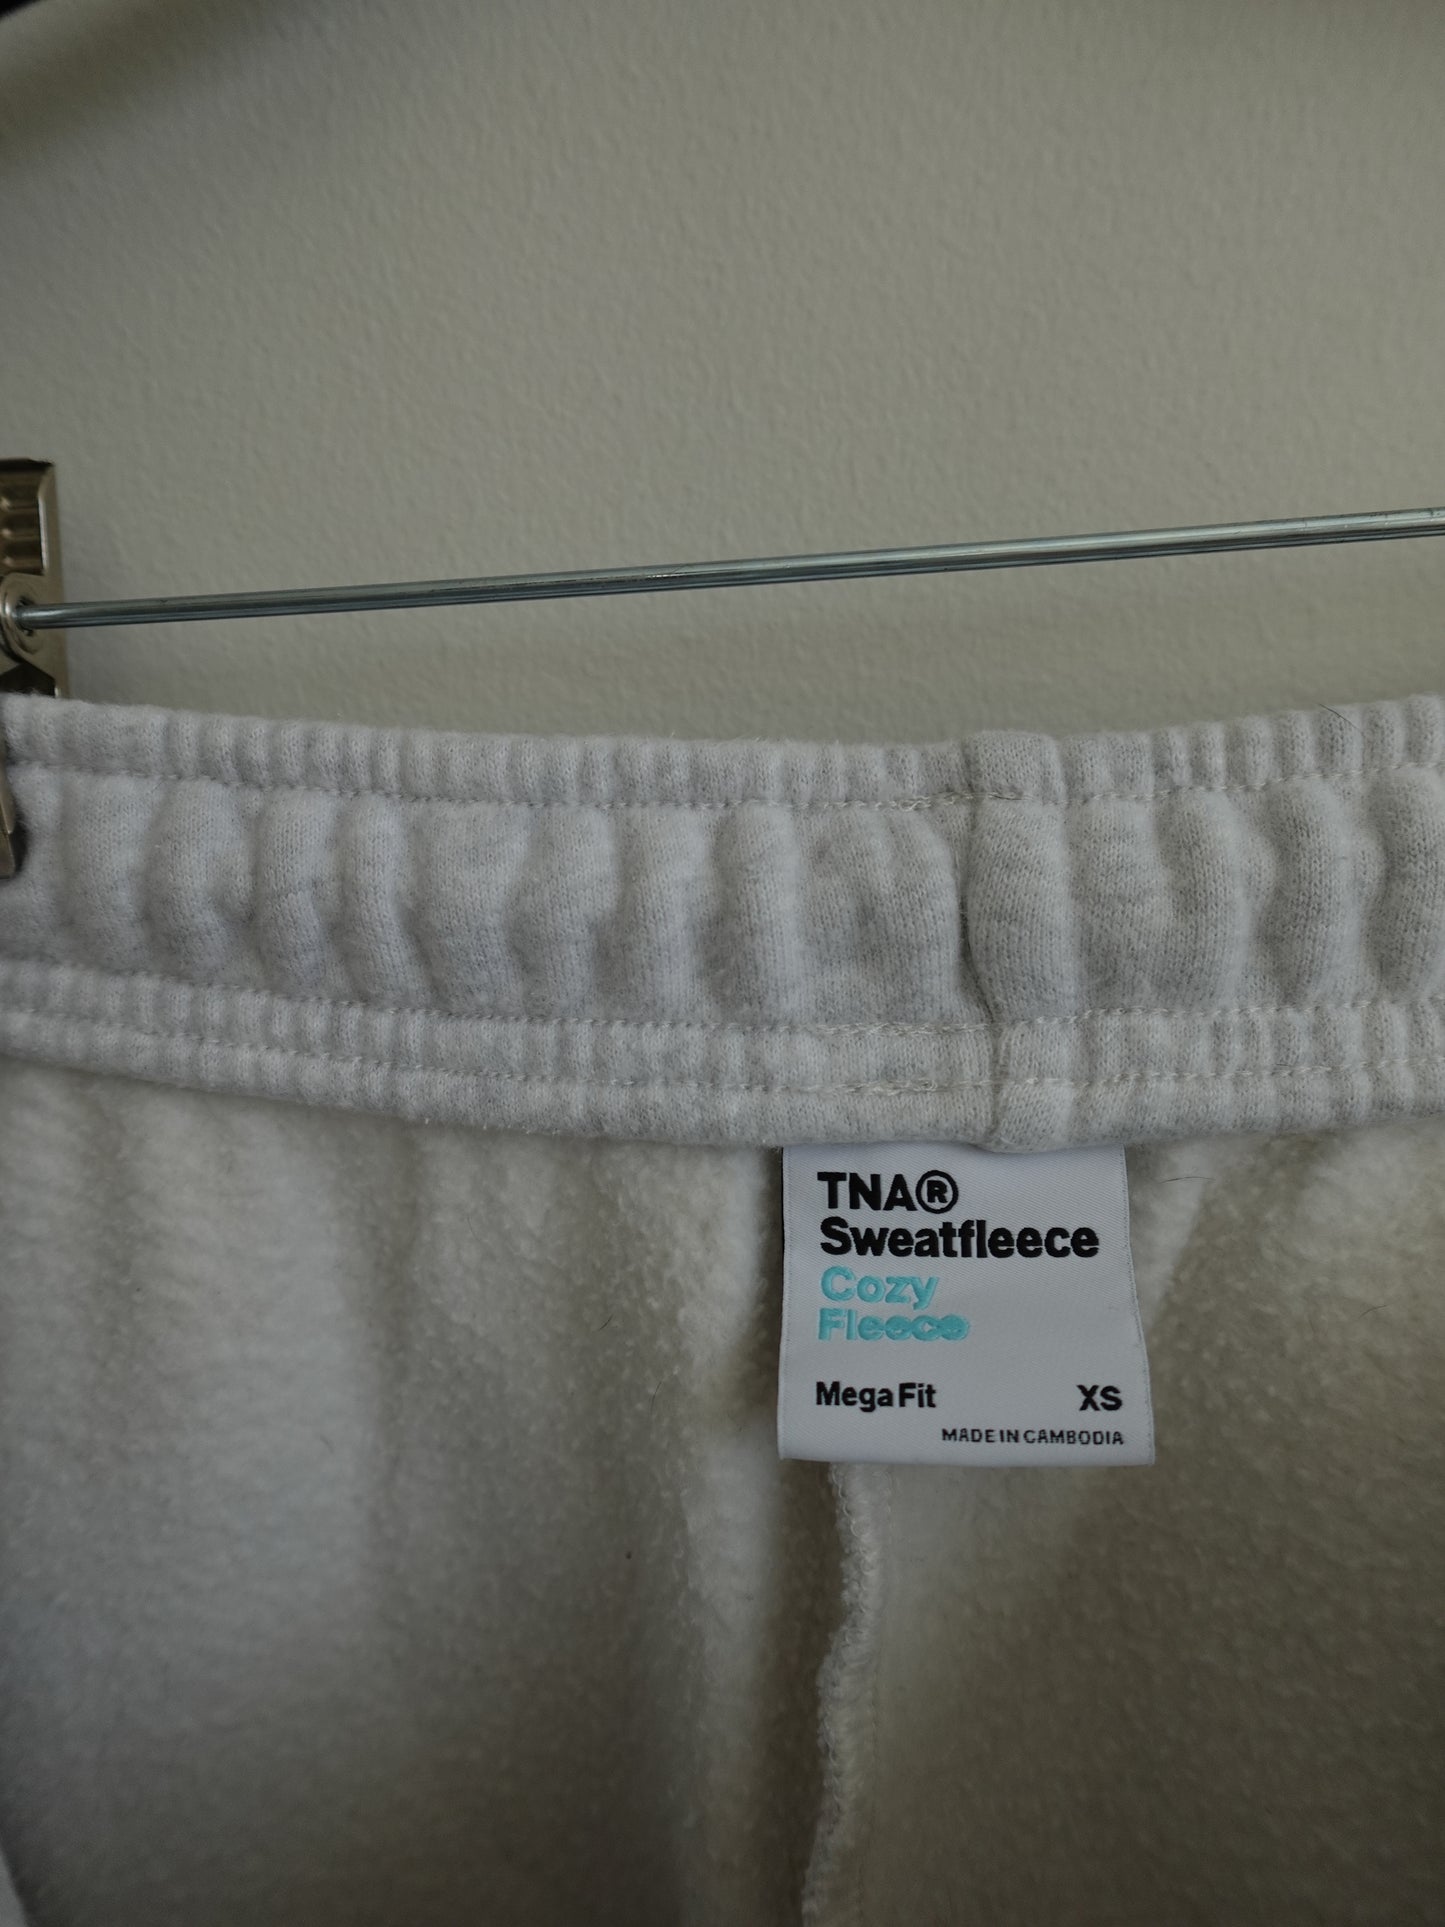 TNA®
Sweatfleece
Cozy
Fleece
Mega Fit XS
MADE IN CAMBODIA